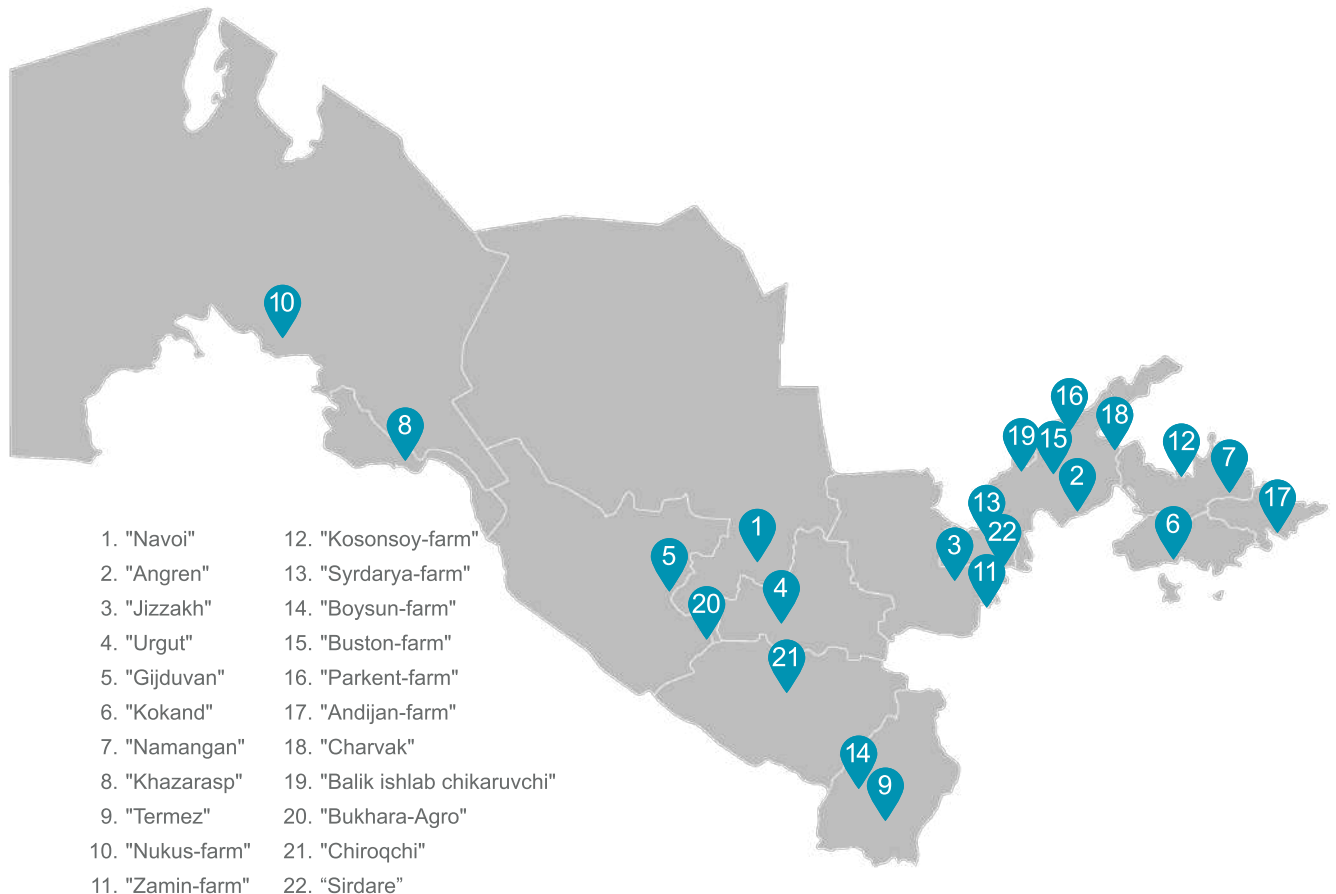 10
8
16
18
19
15
12
7
2
17
13
6
22
3
11
1
5
4
20
21
14
9
1. "Navoi"
2. "Angren"
3. "Jizzakh"
4. "Urgut"
5. "Gijduvan"
6. "Kokand"
7. "Namangan"
8. "Khazarasp"
9. "Termez"
10. "Nukus-farm"
11. "Zamin-farm"
12. "Kosonsoy-farm"
13. "Syrdarya-farm"
14. "Boysun-farm"
15. "Buston-farm"
16. "Parkent-farm"
17. "Andijan-farm"
18. "Charvak"
19. "Balik ishlab chikaruvchi"
20. "Bukhara-Agro"
21. "Chiroqchi"
22. “Sirdare”